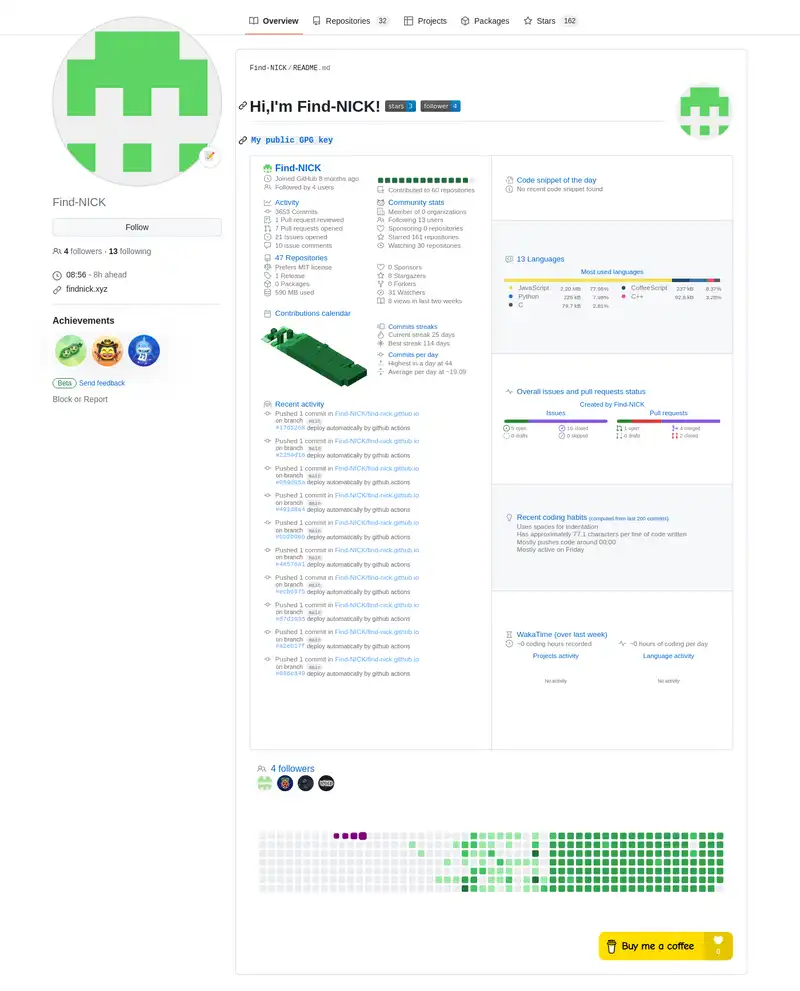 Overview
Repositories 32
Projects
Packages
Stars 162
Find-NICK
Follow
4 followers · 13 following
08:56 - 8h ahead
findnick.xyz
Achievements
Beta Send feedback
Block or Report
Find-NICK/README.md
Hi,I'm Find-NICK! stars 3 follower 4
My public GPG key
Find-NICK
Joined GitHub 8 months ago
Followed by 4 users
Contributed to 60 repositories
Activity
3653 Commits
1 Pull request reviewed
7 Pull requests opened
21 Issues opened
10 issue comments
Community stats
Member of 0 organizations
Following 13 users
Sponsoring 0 repositories
Starred 161 repositories
Watching 30 repositories
47 Repositories
Prefers MIT license
1 Release
0 Packages
590 MB used
0 Sponsors
8 Stargazers
0 Forkers
31 Watchers
8 views in last two weeks
Contributions calendar
Commits streaks
Current streak 25 days
Best streak 114 days
Commits per day
Highest in a day at 44
Average per day at ~19.09
Recent activity
Pushed 1 commit in Find-NICK/find-nick.github.io
on branch main
deploy automatically by github actions
Pushed 1 commit in Find-NICK/find-nick.github.io
on branch main
deploy automatically by github actions
Pushed 1 commit in Find-NICK/find-nick.github.io
on branch main
deploy automatically by github actions
Pushed 1 commit in Find-NICK/find-nick.github.io
on branch main
deploy automatically by github actions
Pushed 1 commit in Find-NICK/find-nick.github.io
on branch main
deploy automatically by github actions
Pushed 1 commit in Find-NICK/find-nick.github.io
on branch main
deploy automatically by github actions
Pushed 1 commit in Find-NICK/find-nick.github.io
on branch main
deploy automatically by github actions
Pushed 1 commit in Find-NICK/find-nick.github.io
on branch main
deploy automatically by github actions
Pushed 1 commit in Find-NICK/find-nick.github.io
on branch main
deploy automatically by github actions
Pushed 1 commit in Find-NICK/find-nick.github.io
on branch main
deploy automatically by github actions
Code snippet of the day
No recent code snippet found
13 Languages
Most used languages
JavaScript 2.20 MB 77.98%
CoffeeScript 237 kB 8.37%
Python 225 kB 7.98%
C++ 92.6 kB 3.28%
C 79.7 kB 2.81%
Overall issues and pull requests status
Created by Find-NICK
Issues
Pull requests
5 open
16 closed
1 open
4 merged
0 drafts
0 skipped
0 drafts
2 closed
Recent coding habits (computed from last 200 commits)
Uses spaces for indentation
Has approximately 77.1 characters per line of code written
Mostly pushes code around 00:00
Mostly active on Friday
WakaTime (over last week)
~0 coding hours recorded
~0 hours of coding per day
Projects activity
Language activity
No activity
No activity
4 followers
Buy me a coffee
0